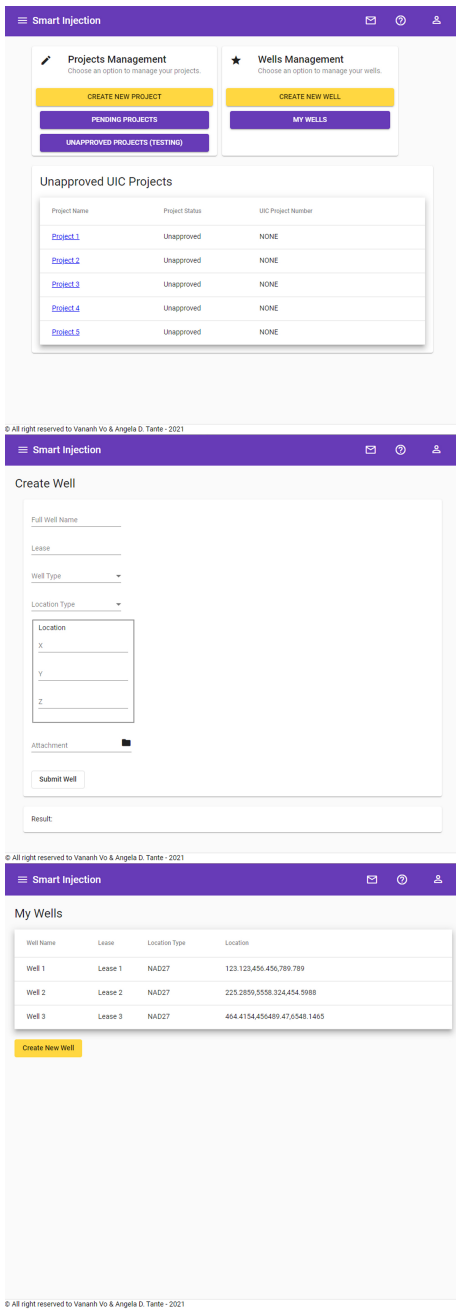 Smart Injection
Projects Management
Choose an option to manage your projects.
CREATE NEW PROJECT
PENDING PROJECTS
UNAPPROVED PROJECTS (TESTING)
Wells Management
Choose an option to manage your wells.
CREATE NEW WELL
MY WELLS
Unapproved UIC Projects
Project Name Project Status UIC Project Number
Project 1 Unapproved NONE
Project 2 Unapproved NONE
Project 3 Unapproved NONE
Project 4 Unapproved NONE
Project 5 Unapproved NONE
© All right reserved to Vananh Vo & Angela D. Tante - 2021
Smart Injection
Create Well
Full Well Name
Lease
Well Type
Location Type
Location
X
Y
Z
Attachment
Submit Well
Result:
© All right reserved to Vananh Vo & Angela D. Tante - 2021
Smart Injection
My Wells
Well Name Lease Location Type Location
Well 1 Lease 1 NAD27 123.123,456.456,789.789
Well 2 Lease 2 NAD27 225.2859,5558.324,454.5988
Well 3 Lease 3 NAD27 464.4154,456489.47,6548.1465
Create New Well
© All right reserved to Vananh Vo & Angela D. Tante - 2021